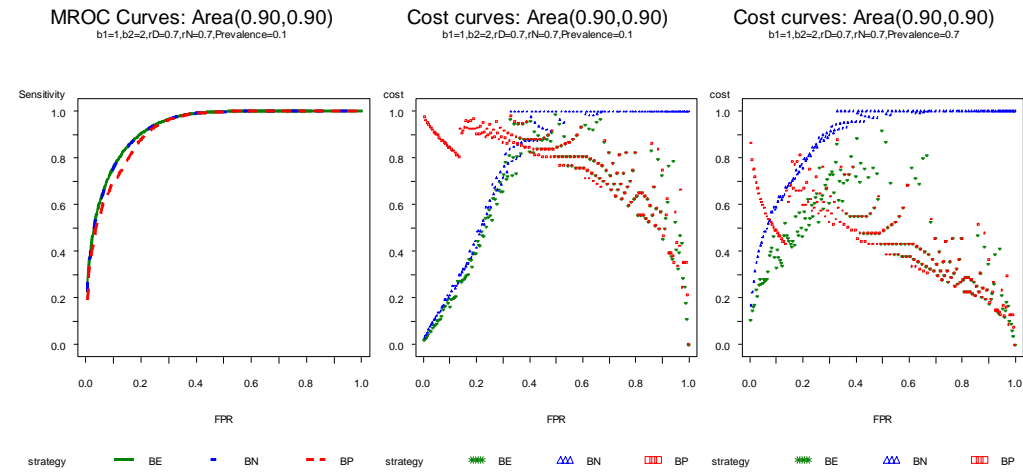 MROC Curves: Area(0.90,0.90)
b1=1,b2=2,rD=0.7,rN=0.7,Prevalence=0.1
Sensitivity
1.0
0.8
0.6
0.4
0.2
0.0
0.0 0.2 0.4 0.6 0.8 1.0
FPR
strategy BE BN BP
Cost curves: Area(0.90,0.90)
b1=1,b2=2,rD=0.7,rN=0.7,Prevalence=0.1
cost
1.0
0.8
0.6
0.4
0.2
0.0
0.0 0.2 0.4 0.6 0.8 1.0
FPR
strategy BE BN BP
Cost curves: Area(0.90,0.90)
b1=1,b2=2,rD=0.7,rN=0.7,Prevalence=0.7
cost
1.0
0.8
0.6
0.4
0.2
0.0
0.0 0.2 0.4 0.6 0.8 1.0
FPR
strategy BE BN BP